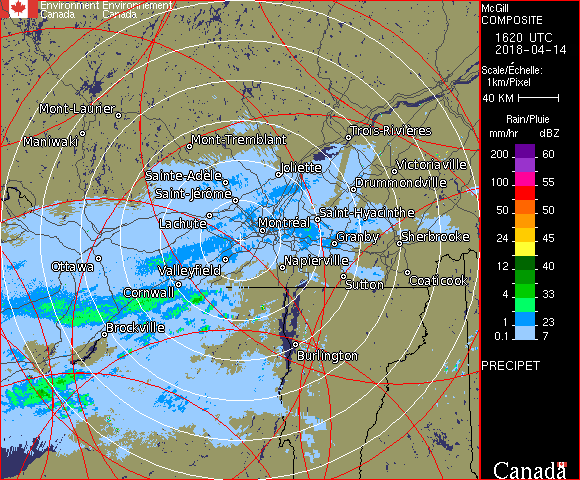 Environment Environnement
Canada Canada
McGill
COMPOSITE
1620 UTC
2018-04-14
Scale/Échelle:
1km/Pixel
40 KM
Rain/Pluie
mm/hr dBZ
200 60
100 55
50 50
24 45
12 40
4 33
1 23
0.1 7
PRECIPET
Canada
Mont-Laurier
Maniwaki
Mont-Tremblant
Trois-Rivières
Sainte-Adèle
Joliette
Victoriaville
Saint-Jérôme
Drummondville
Lachute
Montréal
Saint-Hyacinthe
Granby
Sherbrooke
Ottawa
Valleyfield
Napierville
Cornwall
Sutton
Coaticook
Brockville
Burlington